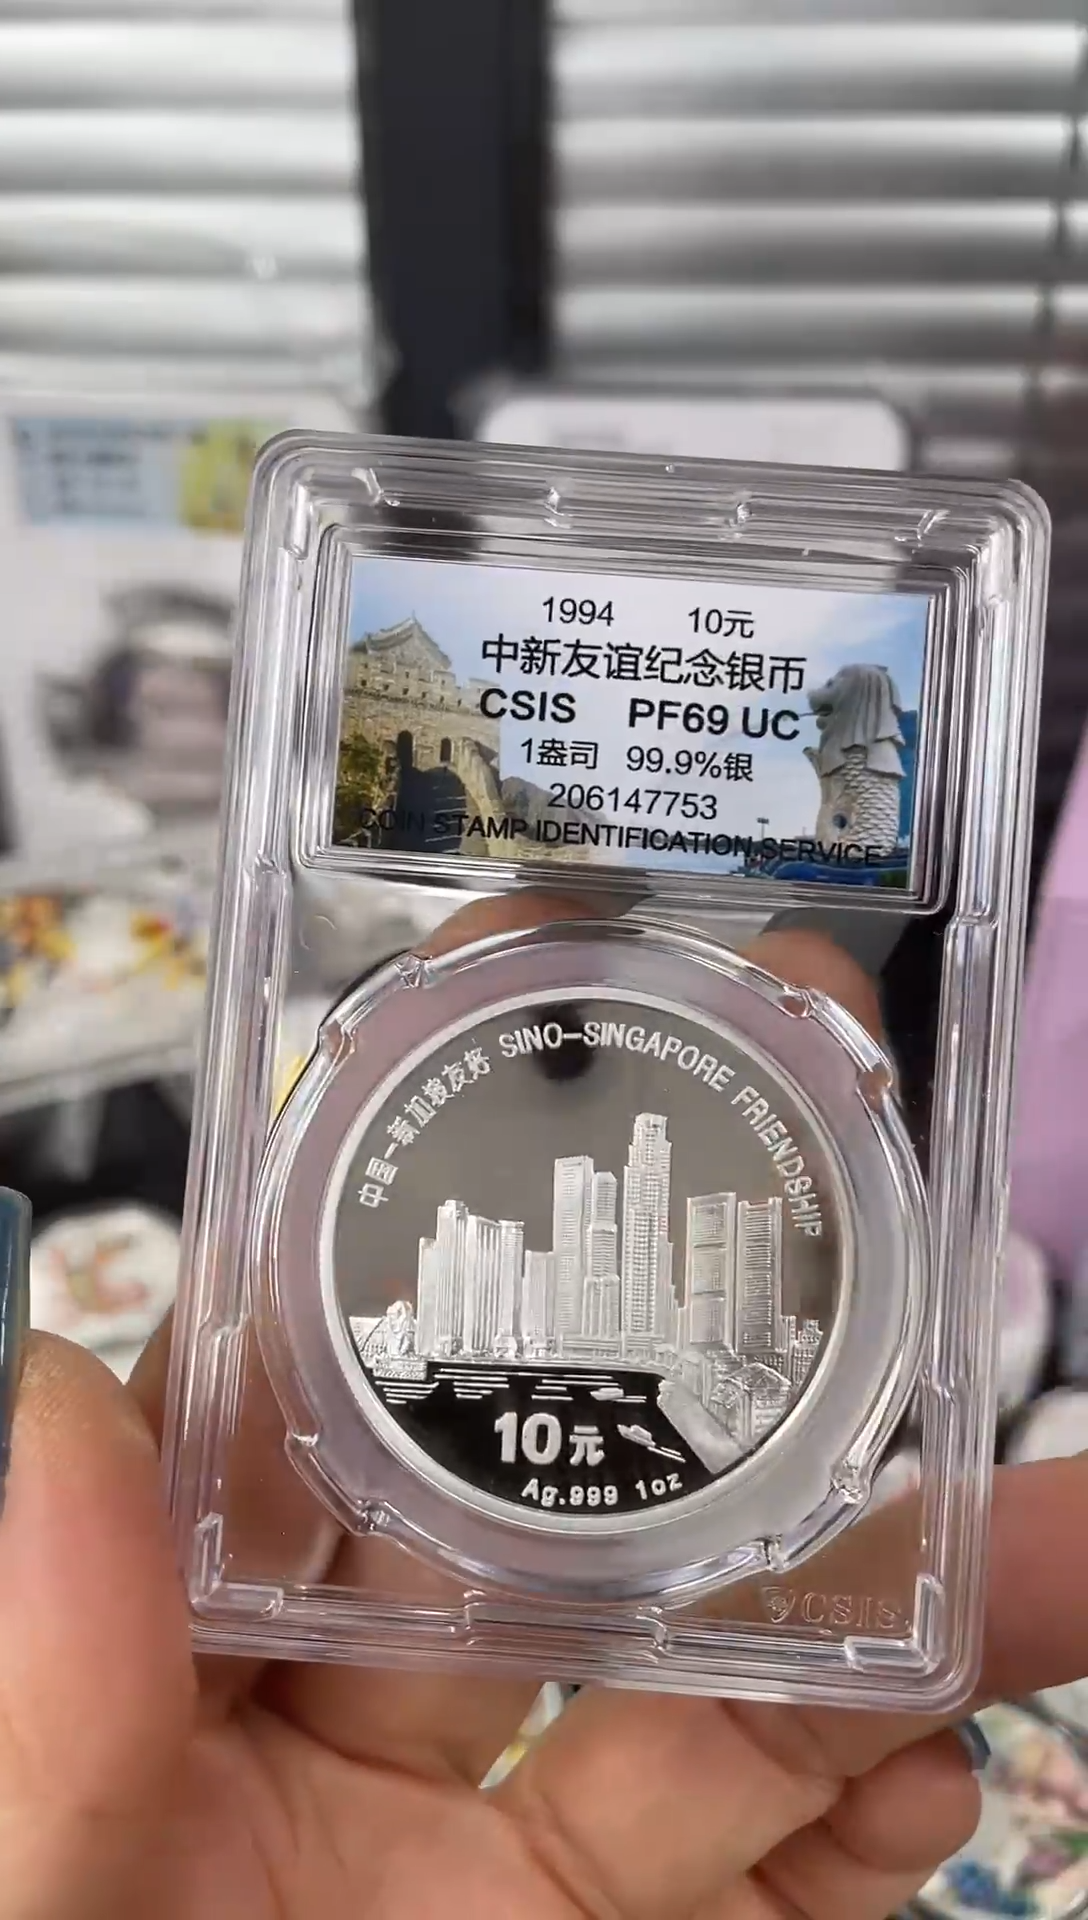 1994 10元
中新友谊纪念银币
CSIS PF69 UC
1盎司 99.9%银
206147753
COIN STAMP IDENTIFICATION SERVICE
中国-新加坡友好 SINO-SINGAPORE FRIENDSHIP
10元
Ag.999 1oz
CSIS